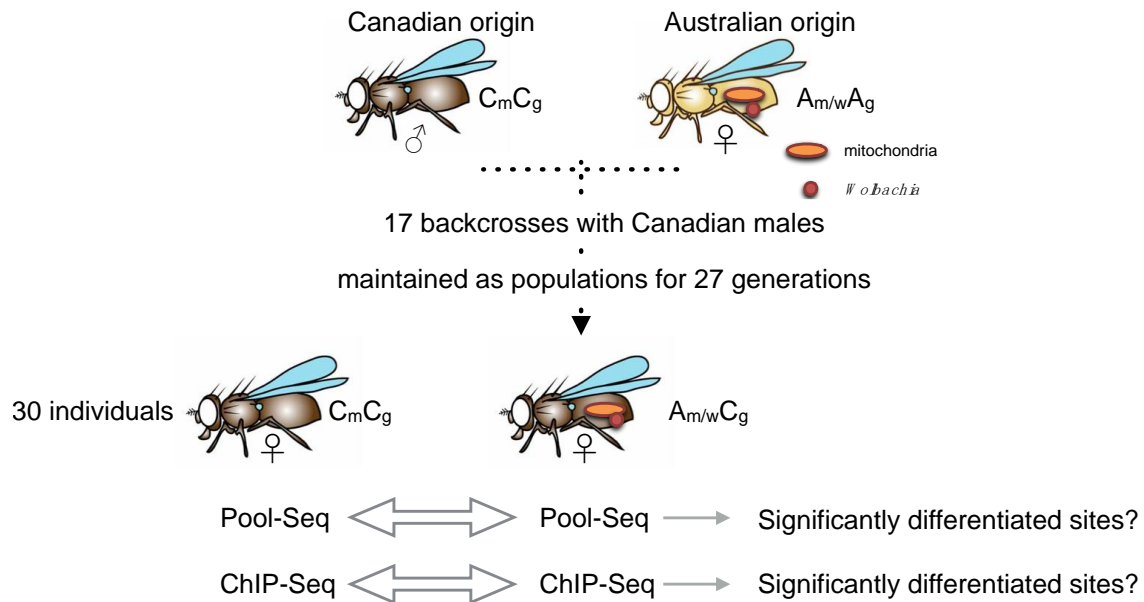 Canadian origin
Australian origin
CmCg
Am/wAg
♂
♀
mitochondria
Wolbachia
17 backcrosses with Canadian males
maintained as populations for 27 generations
30 individuals
CmCg
Am/wCg
♀
♀
Pool-Seq
Pool-Seq
Significantly differentiated sites?
ChIP-Seq
ChIP-Seq
Significantly differentiated sites?